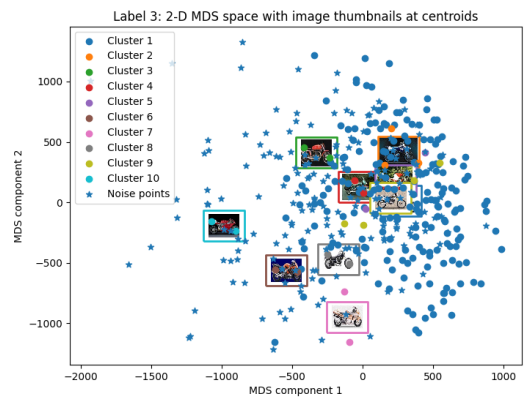 Label 3: 2-D MDS space with image thumbnails at centroids
Cluster 1
Cluster 2
Cluster 3
Cluster 4
Cluster 5
Cluster 6
Cluster 7
Cluster 8
Cluster 9
Cluster 10
Noise points
MDS component 2
1000
500
0
−500
−1000
−2000 −1500 −1000 −500 0 500 1000
MDS component 1